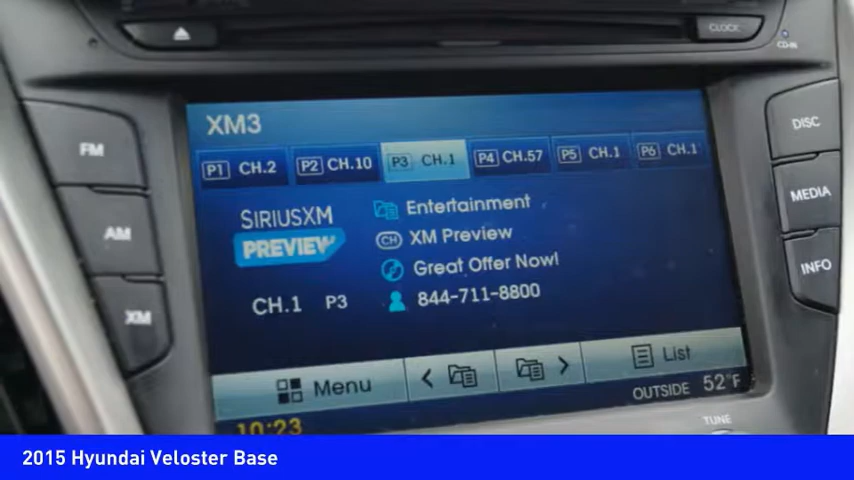 CLOCK
CD-IN
XM3
FM
DISC
P1 CH.2 P2 CH.10 P3 CH.1 P4 CH.57 P5 CH.1 P6 CH.1
SIRIUSXM
PREVIEW
Entertainment
MEDIA
AM
CH XM Preview
Great Offer Now!
INFO
CH.1 P3
844-711-8800
XM
Menu < > List
OUTSIDE 52°F
10:23
TUNE
2015 Hyundai Veloster Base